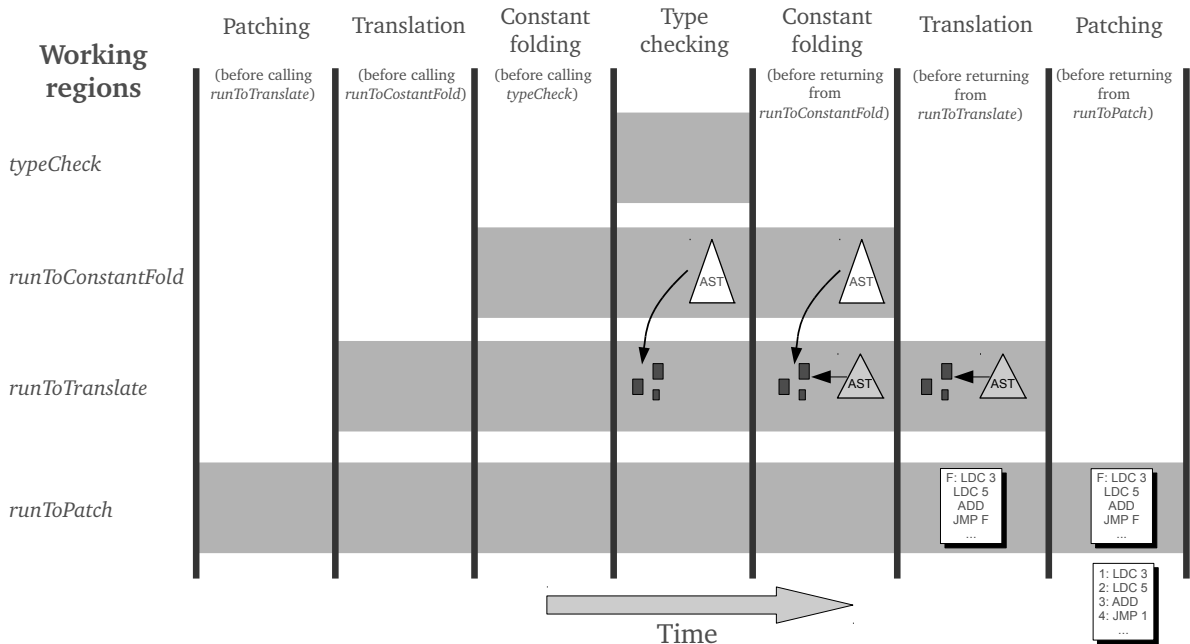 Working
regions
Patching
(before calling
runToTranslate)
Translation
(before calling
runToCostantFold)
Constant
folding
(before calling
typeCheck)
Type
checking
Constant
folding
(before returning
from
runToConstantFold)
Translation
(before returning
from
runToTranslate)
Patching
(before returning
from
runToPatch)
typeCheck
runToConstantFold
AST
AST
runToTranslate
AST
AST
runToPatch
F: LDC 3
LDC 5
ADD
JMP F
...
F: LDC 3
LDC 5
ADD
JMP F
...
1: LDC 3
2: LDC 5
3: ADD
4: JMP 1
...
Time